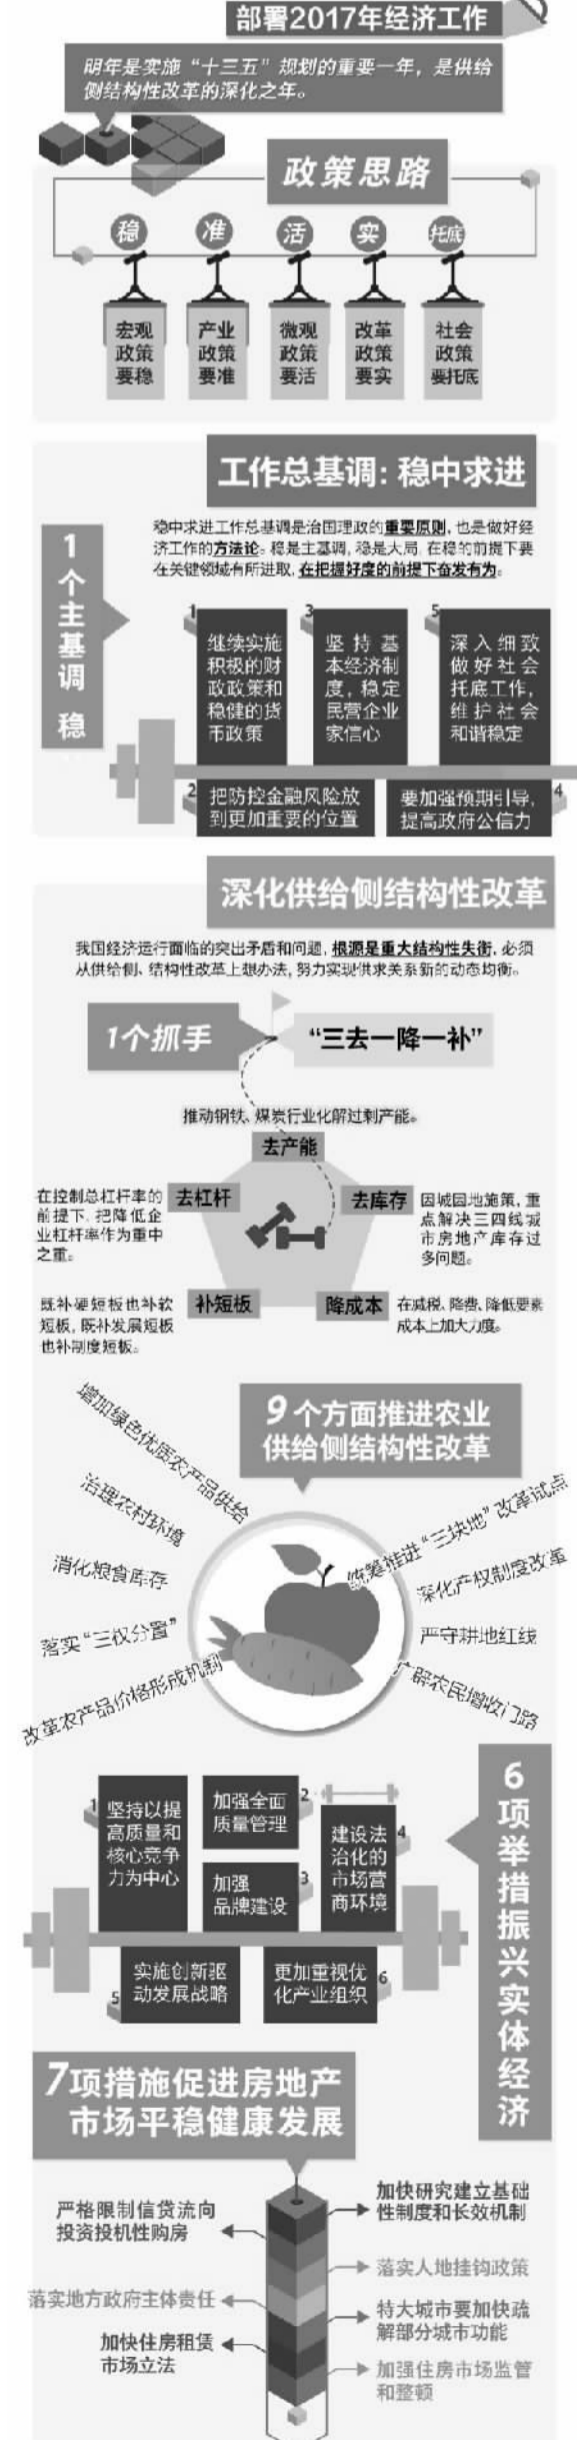 部署2017年经济工作
明年是实施“十三五”规划的重要一年，是供给
侧结构性改革的深化之年。
政策思路
稳
准
活
实
托底
宏观
政策
要稳
产业
政策
要准
微观
政策
要活
改革
政策
要实
社会
政策
要托底
工作总基调：稳中求进
1个主基调 稳
稳中求进工作总基调是治国理政的重要原则，也是做好经
济工作的方法论。稳是主基调，稳是大局，在稳的前提下要
在关键领域有所进取，在把握好度的前提下奋发有为。
1
继续实施
积极的财
政政策和
稳健的货
币政策
3
坚持基
本经济制
度，稳定
民营企业
家信心
5
深入细致
做好社会
托底工作，
维护社会
和谐稳定
2
把防控金融风险放
到更加重要的位置
4
要加强预期引导，
提高政府公信力
深化供给侧结构性改革
我国经济运行面临的突出矛盾和问题，根源是重大结构性失衡，必须
从供给侧、结构性改革上想办法，努力实现供求关系新的动态均衡。
1个抓手
“三去一降一补”
推动钢铁、煤炭行业化解过剩产能。
去产能
在控制总杠杆率的
前提下，把降低企
业杠杆率作为重中
之重。
去杠杆
去库存
因城因地施策，重
点解决三四线城
市房地产库存过
多问题。
既补硬短板也补软
短板，既补发展短板
也补制度短板。
补短板
降成本
在减税、降费、降低要素
成本上加大力度。
9个方面推进农业
供给侧结构性改革
增加绿色优质农产品供给
治理农村环境
消化粮食库存
落实“三权分置”
改革农产品价格形成机制
统筹推进“三块地”改革试点
深化产权制度改革
严守耕地红线
广辟农民增收门路
6项举措振兴实体经济
1
坚持以提
高质量和
核心竞争
力为中心
2
加强全面
质量管理
3
加强
品牌建设
4
建设法
治化的
市场营
商环境
5
实施创新驱
动发展战略
6
更加重视优
化产业组织
7项措施促进房地产
市场平稳健康发展
严格限制信贷流向
投资投机性购房
加快研究建立基础
性制度和长效机制
落实人地挂钩政策
落实地方政府主体责任
特大城市要加快疏
解部分城市功能
加快住房租赁
市场立法
加强住房市场监管
和整顿